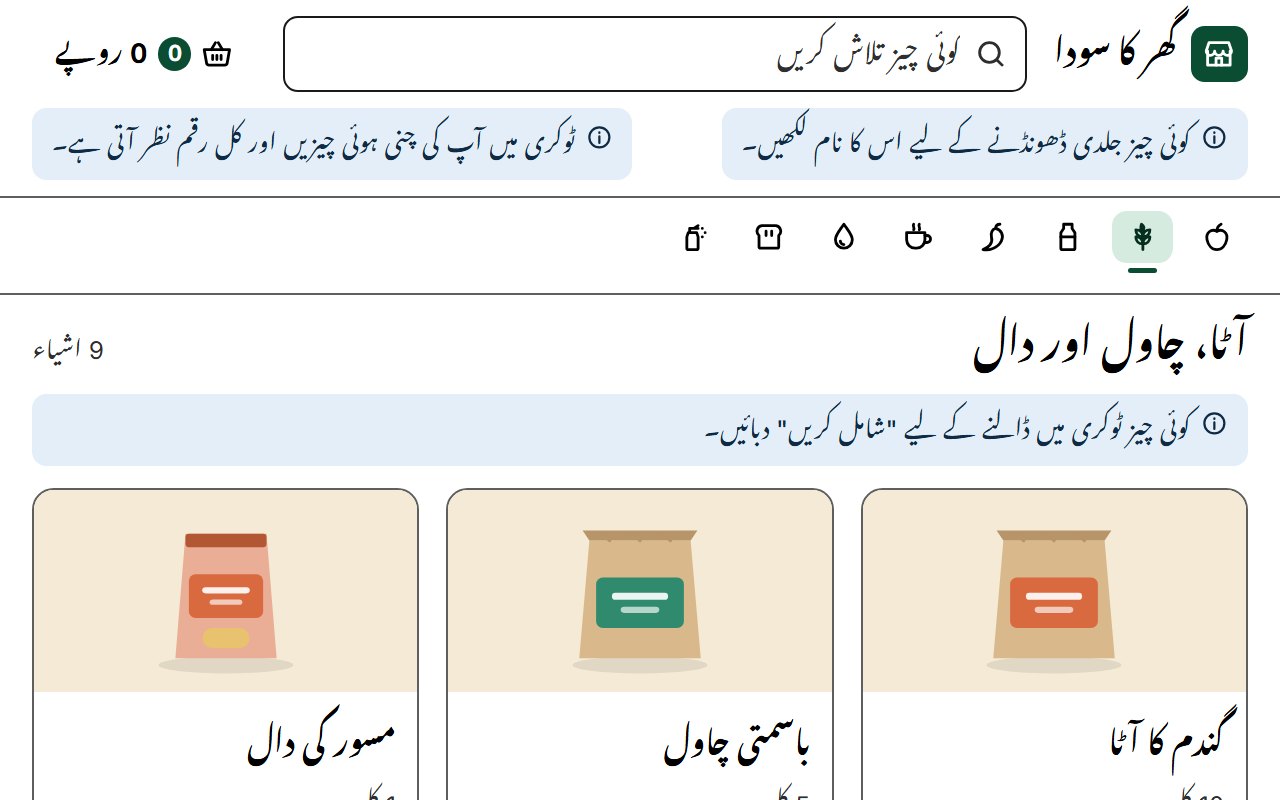 گھر کا سودا
کوئی چیز تلاش کریں
0
0 روپے
کوئی چیز جلدی ڈھونڈنے کے لیے اس کا نام لکھیں۔
ٹوکری میں آپ کی چنی ہوئی چیزیں اور کل رقم نظر آتی ہے۔
آٹا، چاول اور دال
9 اشیاء
کوئی چیز ٹوکری میں ڈالنے کے لیے "شامل کریں" دبائیں۔
گندم کا آٹا
باسمتی چاول
مسور کی دال